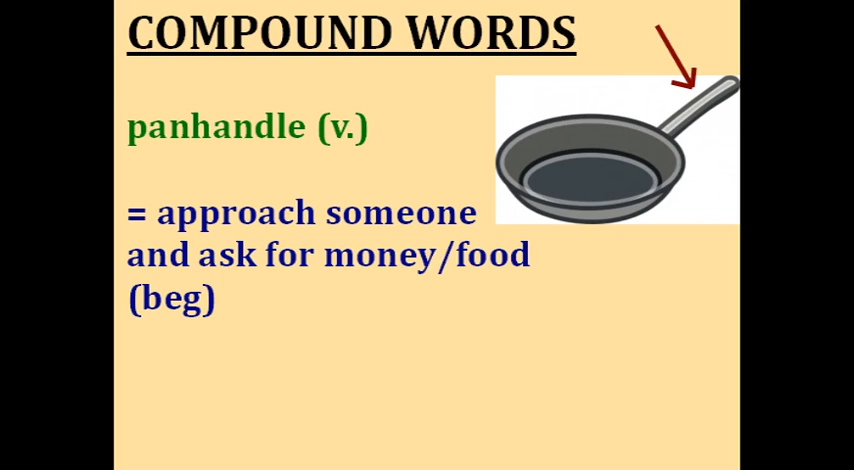 COMPOUND WORDS
panhandle (v.)
= approach someone
and ask for money/food
(beg)